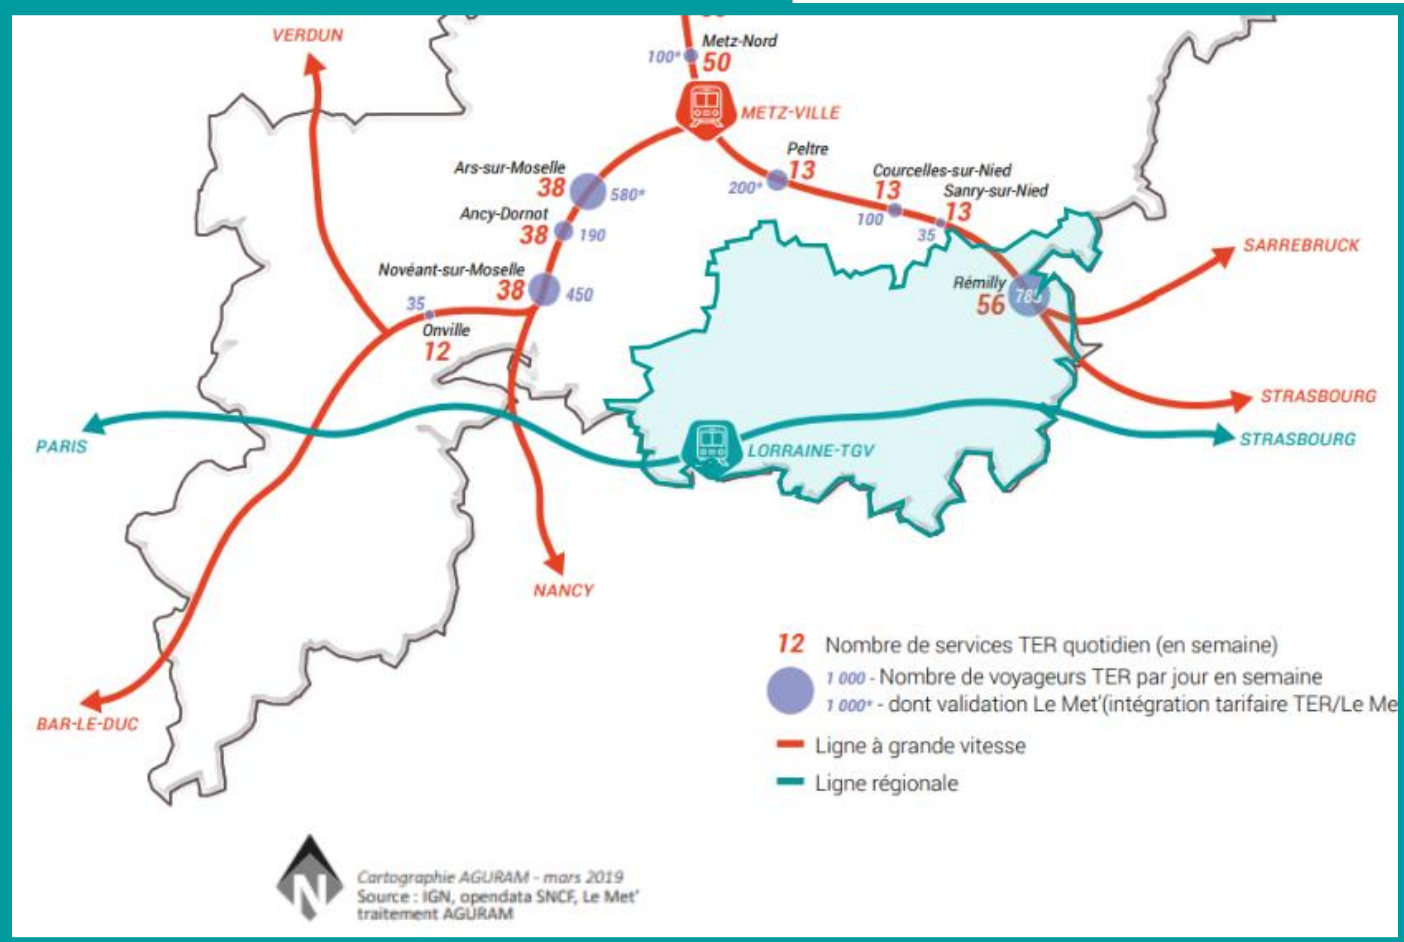 VERDUN
Metz-Nord
100*
50
METZ-VILLE
Peltre
13
200*
Ars-sur-Moselle
38
580*
Courcelles-sur-Nied
13
100
Sanry-sur-Nied
13
35
Ancy-Dornot
38
190
SARREBRUCK
Novéant-sur-Moselle
38
450
Rémilly
56
35
Onville
12
STRASBOURG
PARIS
LORRAINE-TGV
STRASBOURG
NANCY
BAR-LE-DUC
12 Nombre de services TER quotidien (en semaine)
1 000 - Nombre de voyageurs TER par jour en semaine
1 000* - dont validation Le Met'(intégration tarifaire TER/Le Me
Ligne à grande vitesse
Ligne régionale
N
Cartographie AGURAM - mars 2019
Source : IGN, opendata SNCF, Le Met'
traitement AGURAM